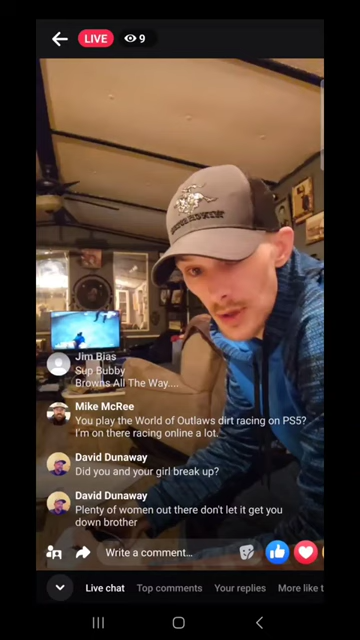 LIVE
9
Jim Bias
Sup Bubby
Browns All The Way....
Mike McRee
You play the World of Outlaws dirt racing on PS5?
I'm on there racing online a lot.
David Dunaway
Did you and your girl break up?
David Dunaway
Plenty of women out there don't let it get you
down brother
Write a comment...
Live chat
Top comments
Your replies
More like t